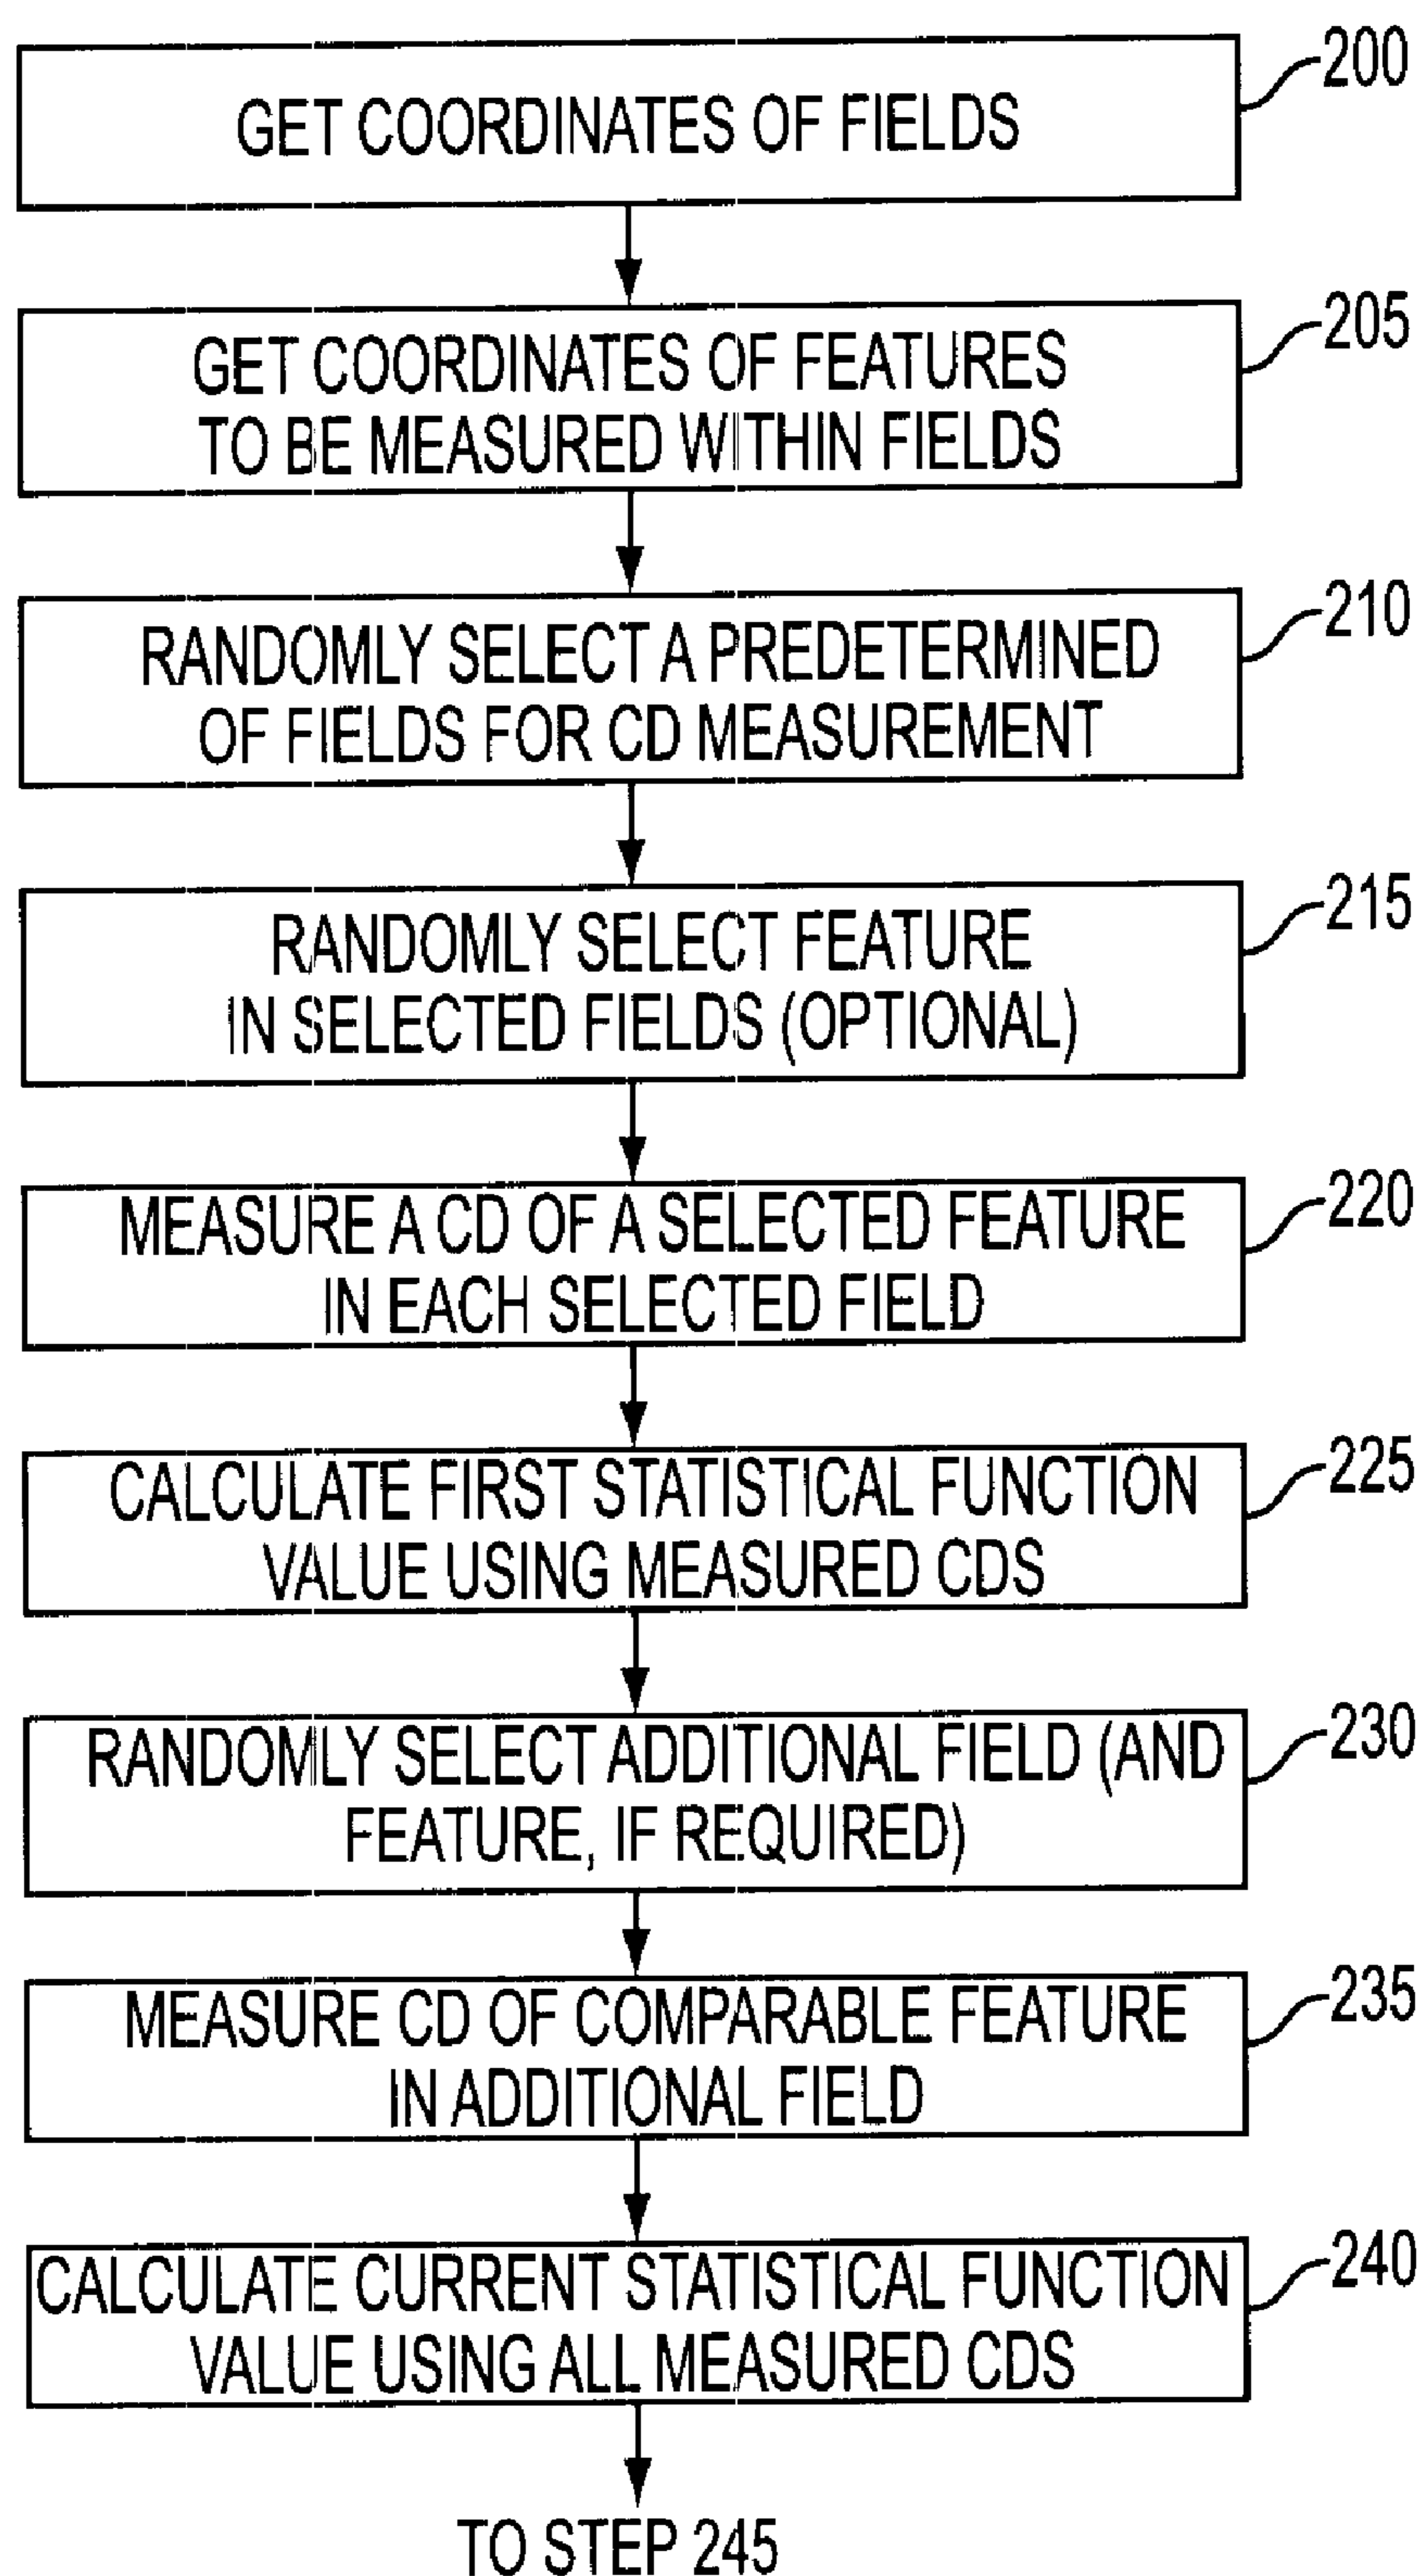 GET COORDINATES OF FIELDS
200
GET COORDINATES OF FEATURES
TO BE MEASURED WITHIN FIELDS
205
RANDOMLY SELECT A PREDETERMINED
OF FIELDS FOR CD MEASUREMENT
210
RANDOMLY SELECT FEATURE
IN SELECTED FIELDS (OPTIONAL)
215
MEASURE A CD OF A SELECTED FEATURE
IN EACH SELECTED FIELD
220
CALCULATE FIRST STATISTICAL FUNCTION
VALUE USING MEASURED CDS
225
RANDOMLY SELECT ADDITIONAL FIELD (AND
FEATURE, IF REQUIRED)
230
MEASURE CD OF COMPARABLE FEATURE
IN ADDITIONAL FIELD
235
CALCULATE CURRENT STATISTICAL FUNCTION
VALUE USING ALL MEASURED CDS
240
TO STEP 245